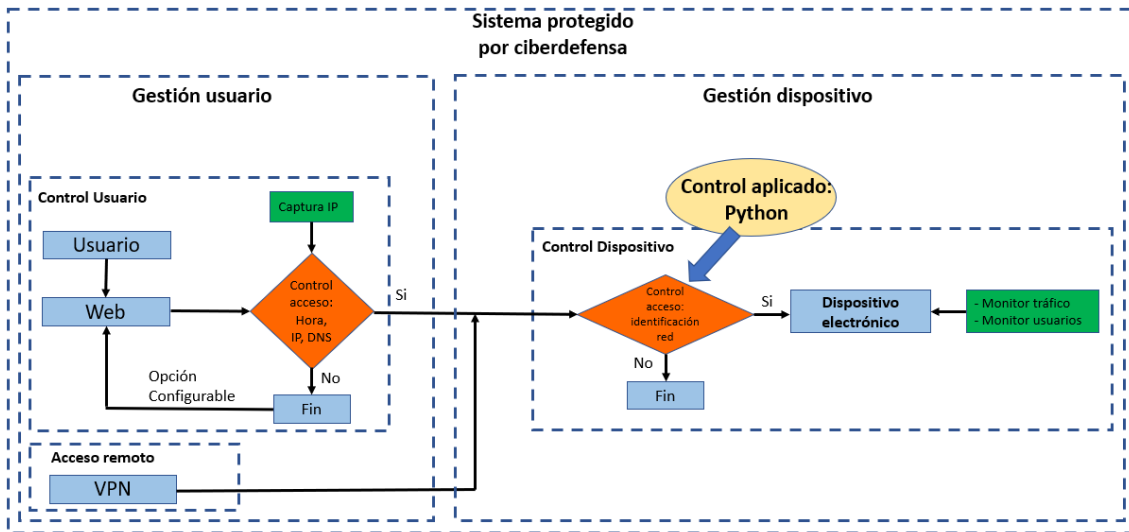 Sistema protegido
por ciberdefensa
Gestión usuario
Control Usuario
Captura IP
Usuario
Web
Control
acceso:
Hora,
IP, DNS
Si
No
Opción
Configurable
Fin
Acceso remoto
VPN
Gestión dispositivo
Control aplicado:
Python
Control Dispositivo
Control
acceso:
identificación
red
Si
No
Fin
Dispositivo
electrónico
- Monitor tráfico
- Monitor usuarios